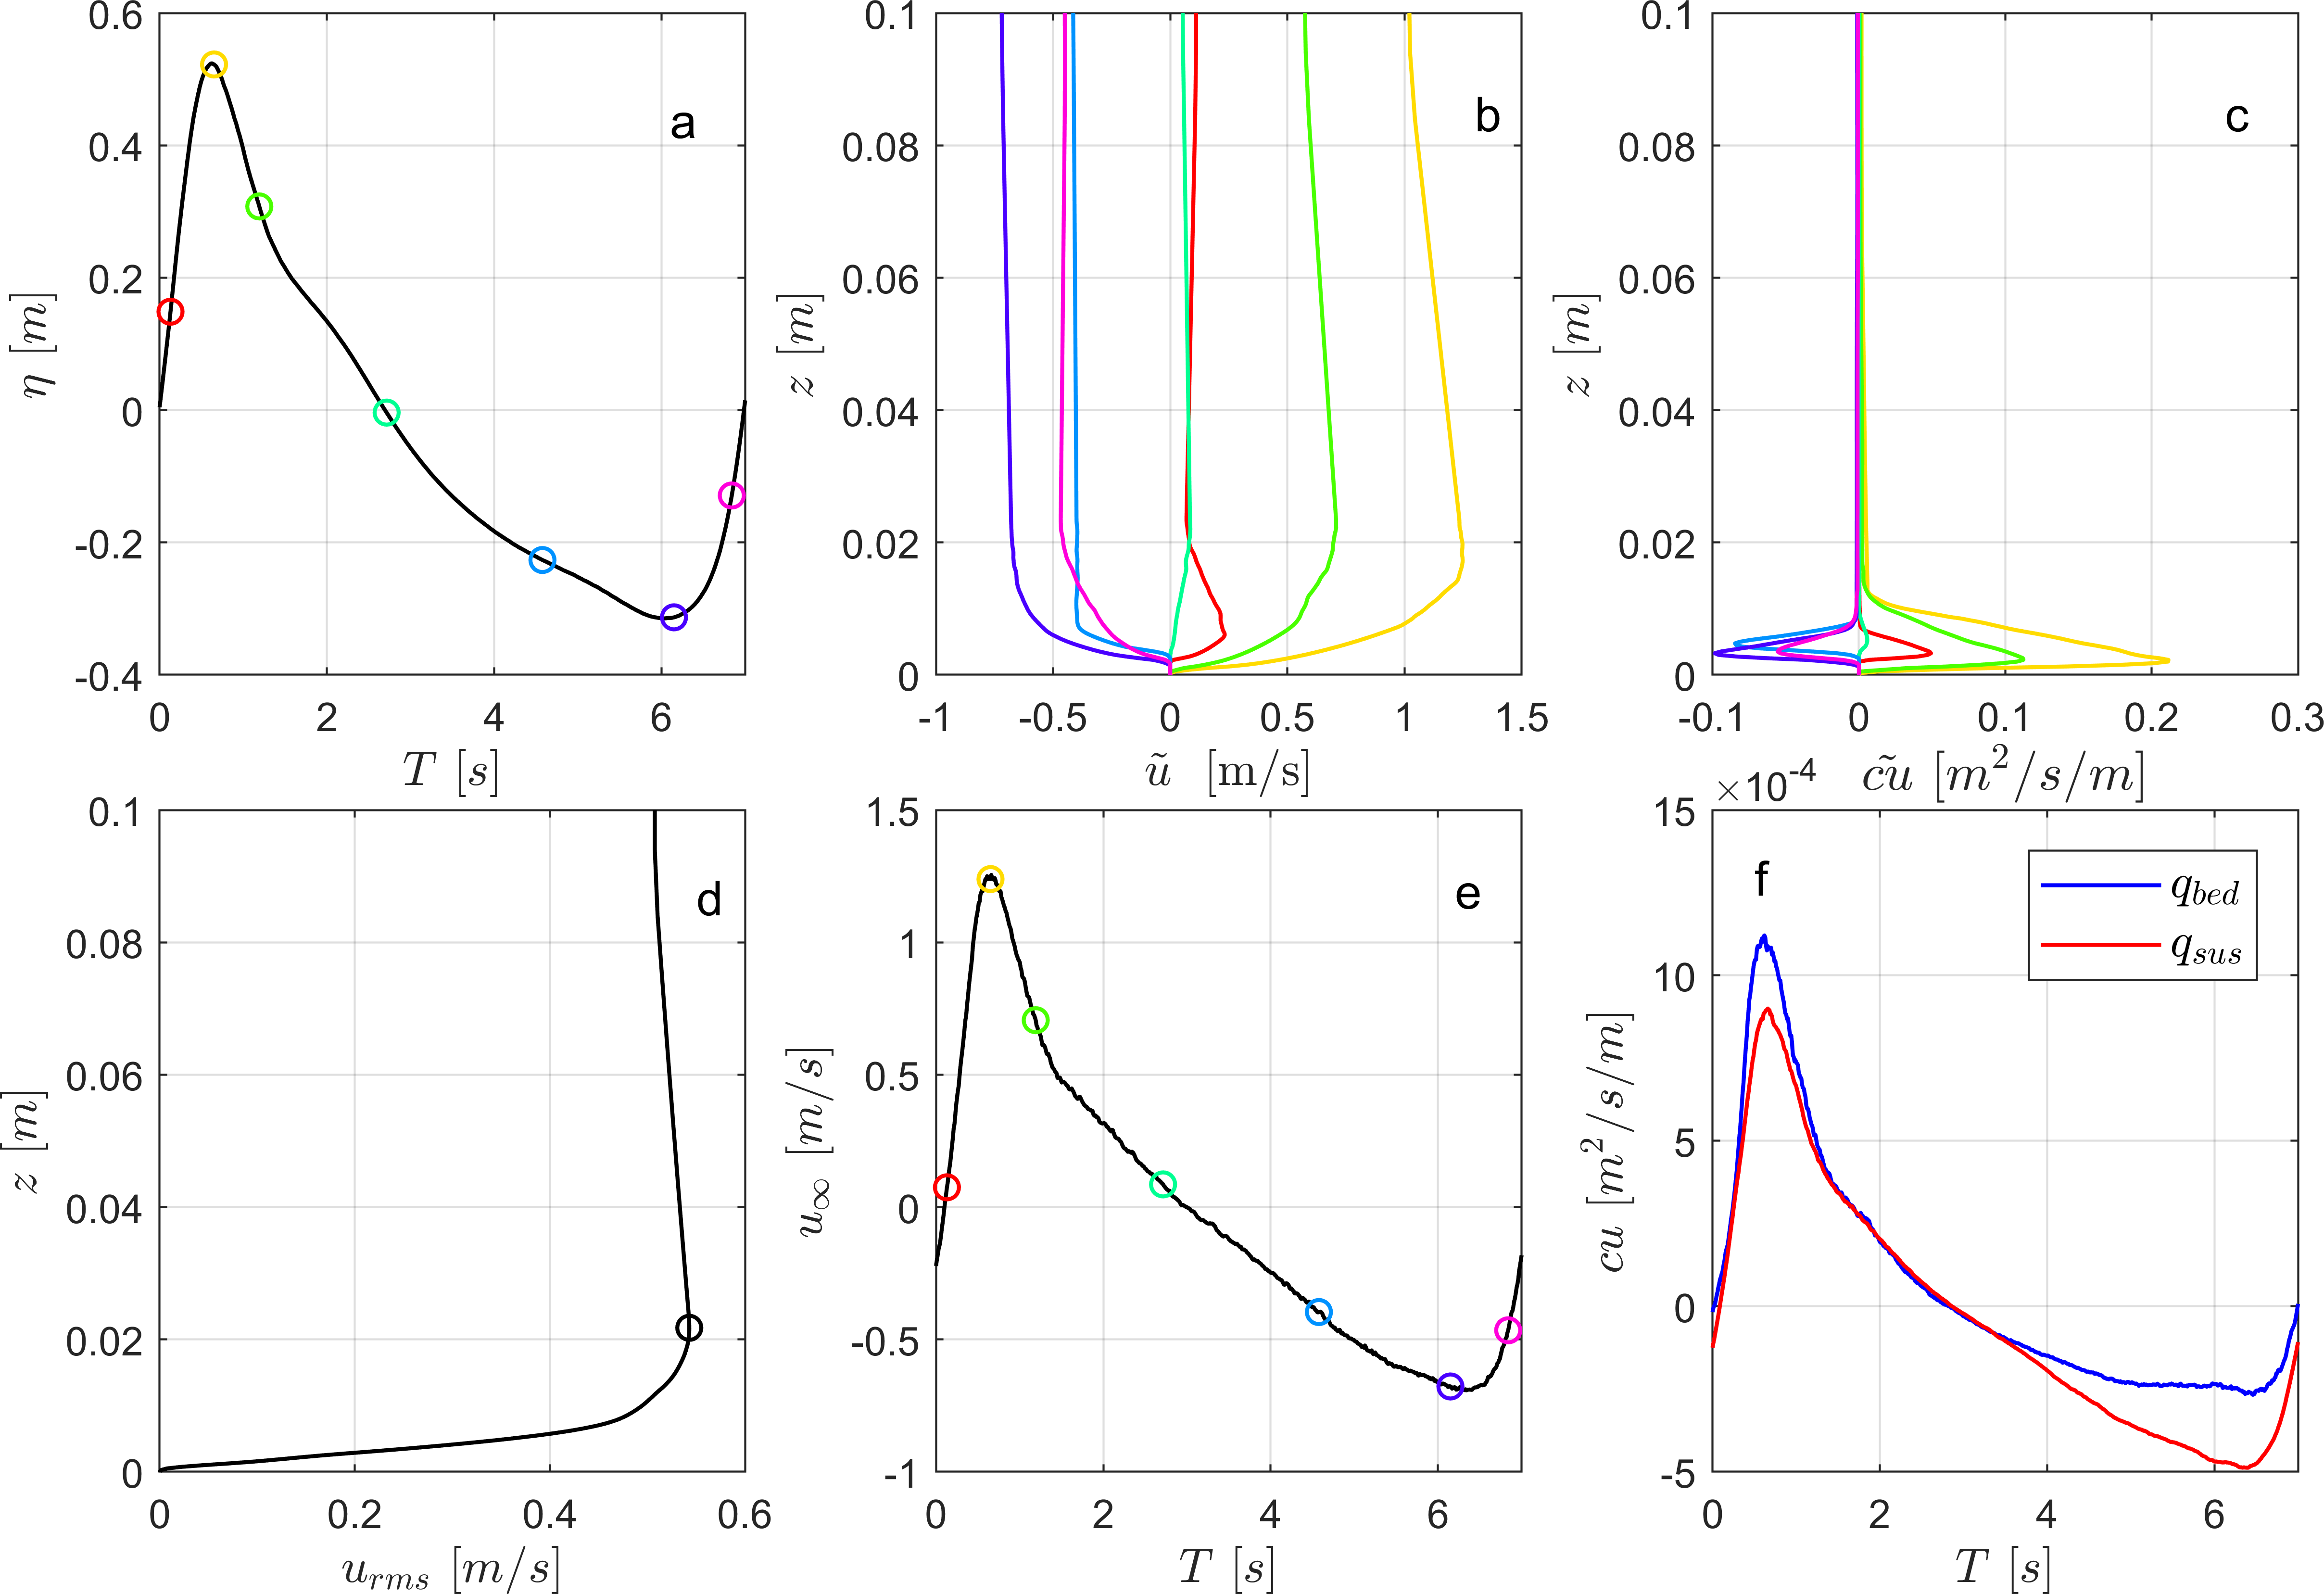 0.6
0.4
0.2
0
-0.2
-0.4
η [m]
a
0 2 4 6
T [s]
0.1
0.08
0.06
0.04
0.02
0
z [m]
b
-1 -0.5 0 0.5 1 1.5
ũ [m/s]
0.1
0.08
0.06
0.04
0.02
0
z [m]
c
-0.1 0 0.1 0.2 0.3
c̃u [m²/s/m]
0.1
0.08
0.06
0.04
0.02
0
z [m]
d
0 0.2 0.4 0.6
u_rms [m/s]
1.5
1
0.5
0
-0.5
-1
u_∞ [m/s]
e
0 2 4 6
T [s]
×10⁻⁴
15
10
5
0
-5
cu [m²/s/m]
f
q_bed
q_sus
0 2 4 6
T [s]